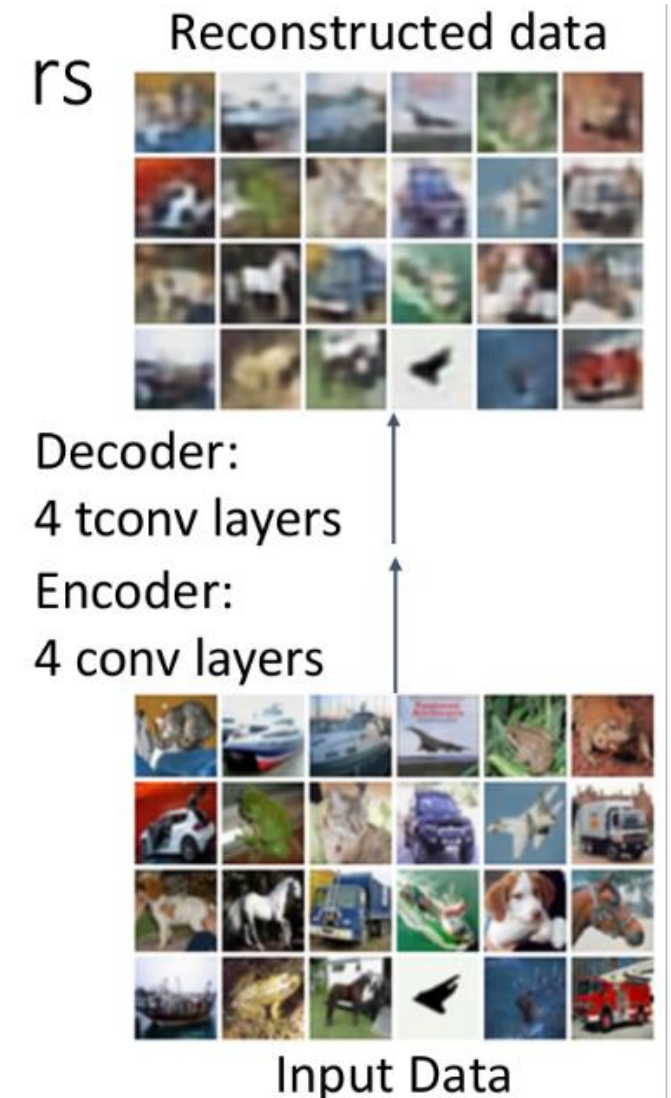 Reconstructed data
rs
Decoder:
4 tconv layers
Encoder:
4 conv layers
Input Data